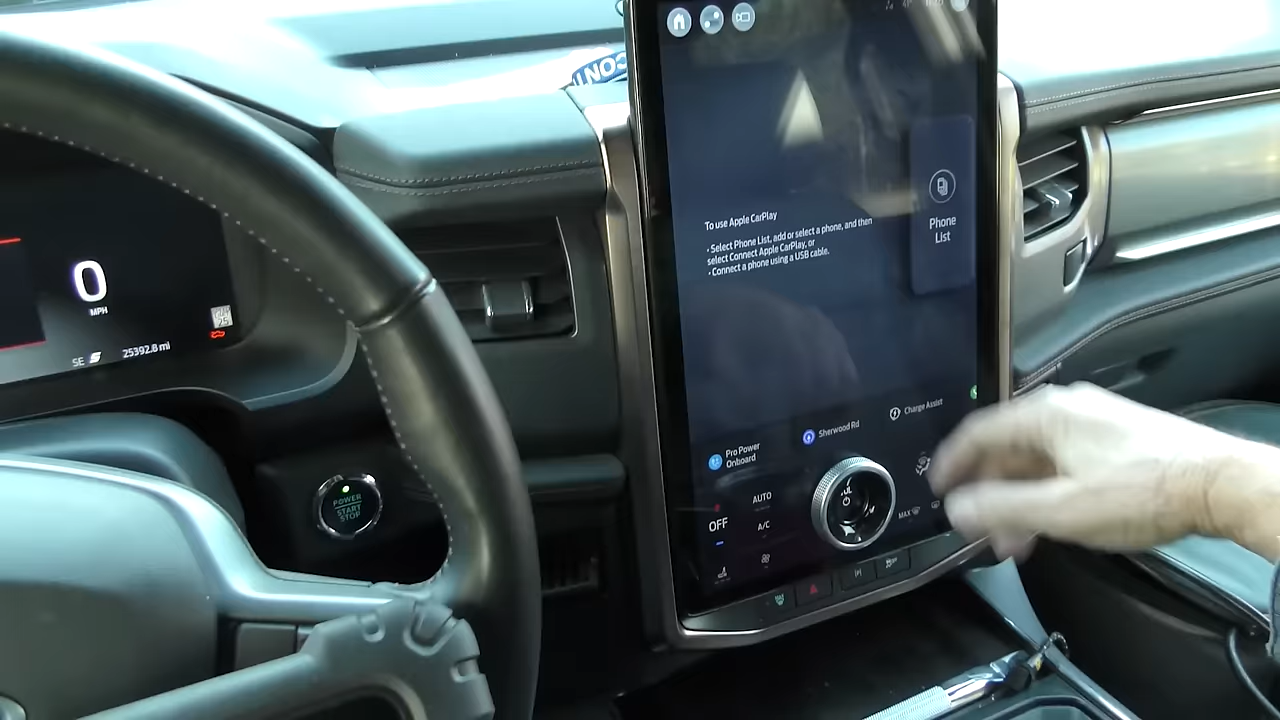 CONT
To use Apple CarPlay
• Select Phone List, add or select a phone, and then
select Connect Apple CarPlay, or
• Connect a phone using a USB cable.
Phone
List
0
MPH
25
SE
25392.8 mi
Pro Power
Onboard
Sherwood Rd
Charge Assist
POWER
START
STOP
AUTO
OFF
A/C
MAX